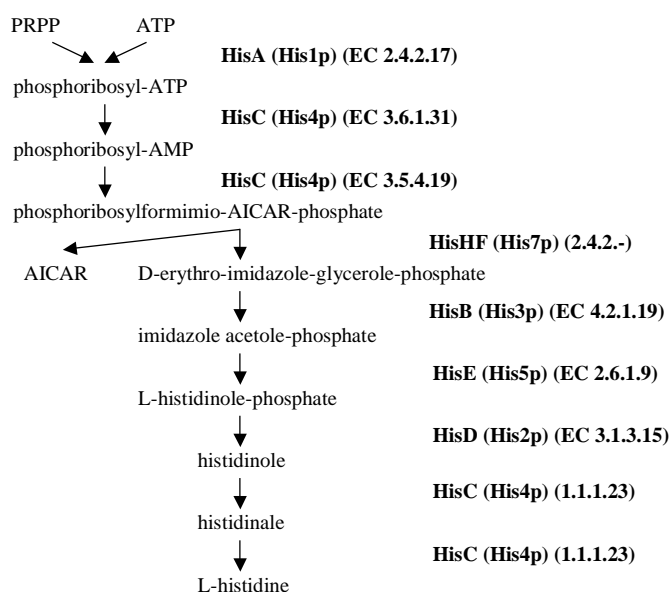 PRPP ATP
HisA (His1p) (EC 2.4.2.17)
phosphoribosyl-ATP
HisC (His4p) (EC 3.6.1.31)
phosphoribosyl-AMP
HisC (His4p) (EC 3.5.4.19)
phosphoribosylformimio-AICAR-phosphate
HisHF (His7p) (2.4.2.-)
AICAR D-erythro-imidazole-glycerole-phosphate
HisB (His3p) (EC 4.2.1.19)
imidazole acetole-phosphate
HisE (His5p) (EC 2.6.1.9)
L-histidinole-phosphate
HisD (His2p) (EC 3.1.3.15)
histidinole
HisC (His4p) (1.1.1.23)
histidinale
HisC (His4p) (1.1.1.23)
L-histidine